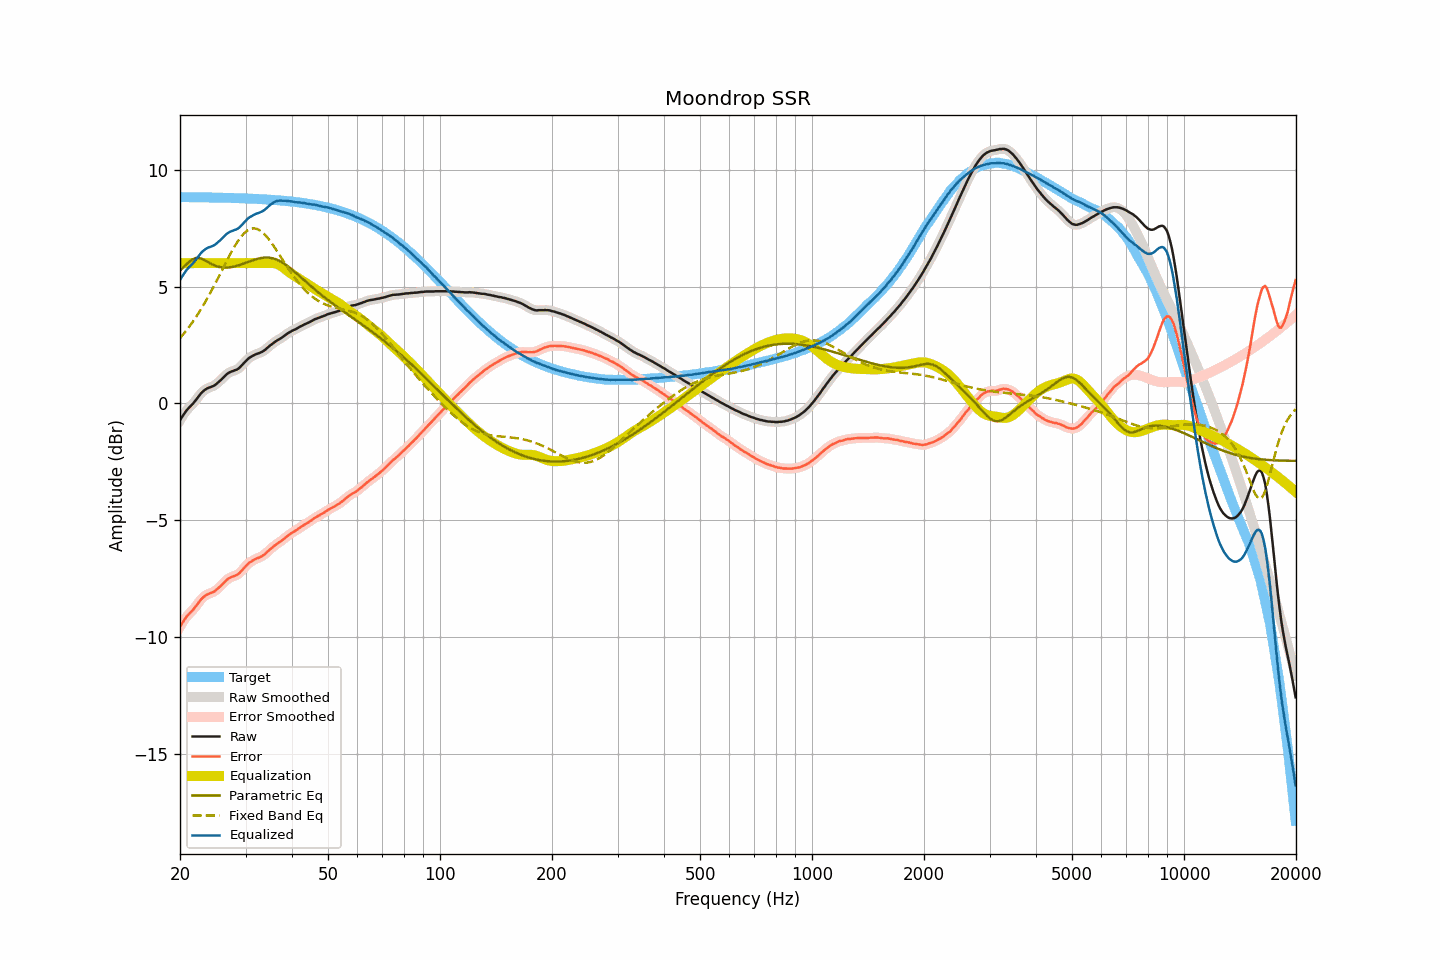 Moondrop SSR
Amplitude (dBr)
10
5
0
−5
−10
−15
Target
Raw Smoothed
Error Smoothed
Raw
Error
Equalization
Parametric Eq
Fixed Band Eq
Equalized
20 50 100 200 500 1000 2000 5000 10000 20000
Frequency (Hz)